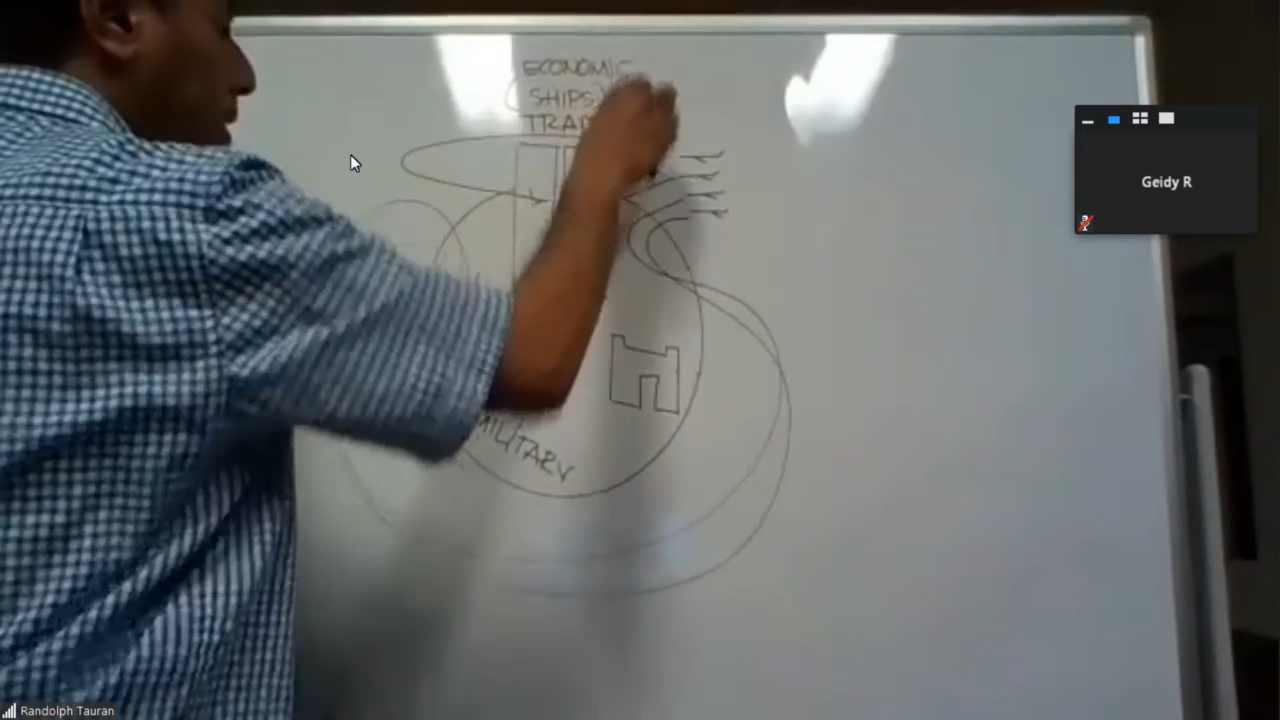 ECONOMIC
(SHIPS)
Geidy R
MILITARY
Randolph Tauran